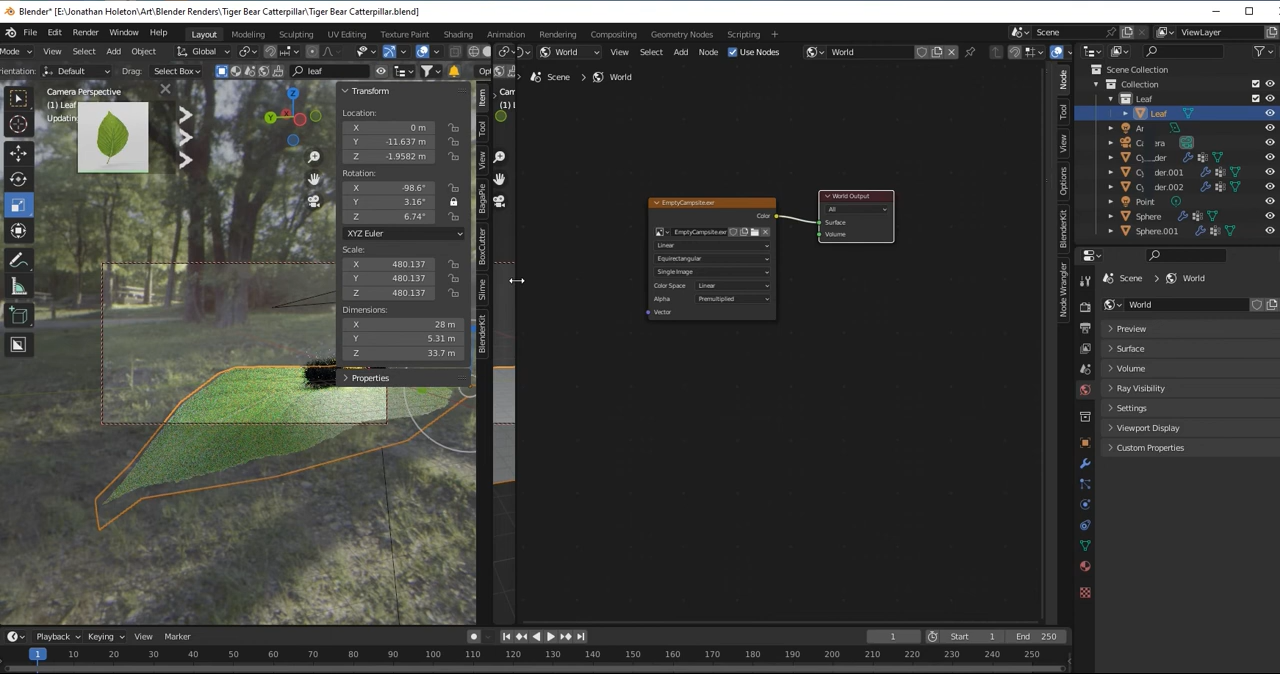 Blender* [E:\Jonathan Holeton\Art\Blender Renders\Tiger Bear Catterpillar\Tiger Bear Catterpillar.blend]
File Edit Render Window Help Layout Modeling Sculpting UV Editing Texture Paint Shading Animation Rendering Compositing Geometry Nodes Scripting + Scene ViewLayer
Mode View Select Add Object Global World View Select Add Node Use Nodes World
Orientation: Default Drag: Select Box leaf
Scene World
Camera Perspective
(1) Leaf
Transform
Location:
X 0 m
Y -11.637 m
Z -1.9582 m
Rotation:
X -98.6°
Y 3.16°
Z 6.74°
XYZ Euler
Scale:
X 480.137
Y 480.137
Z 480.137
Dimensions:
X 28 m
Y 5.31 m
Z 33.7 m
Properties
Item
Tool
View
BagaPie
BoxCutter
Slime
BlenderKit
EmptyCampsite.exr
Color
EmptyCampsite.exr
Linear
Equirectangular
Single Image
Color Space Linear
Alpha Premultiplied
Vector
World Output
All
Surface
Volume
Node
Tool
View
Options
BlenderKit
Node Wrangler
Scene Collection
Collection
Leaf
Leaf
Point
Sphere
Sphere.001
Scene World
World
Preview
Surface
Volume
Ray Visibility
Settings
Viewport Display
Custom Properties
Playback Keying View Marker 1 Start 1 End 250
1 10 20 30 40 50 60 70 80 90 100 110 120 130 140 150 160 170 180 190 200 210 220 230 240 250